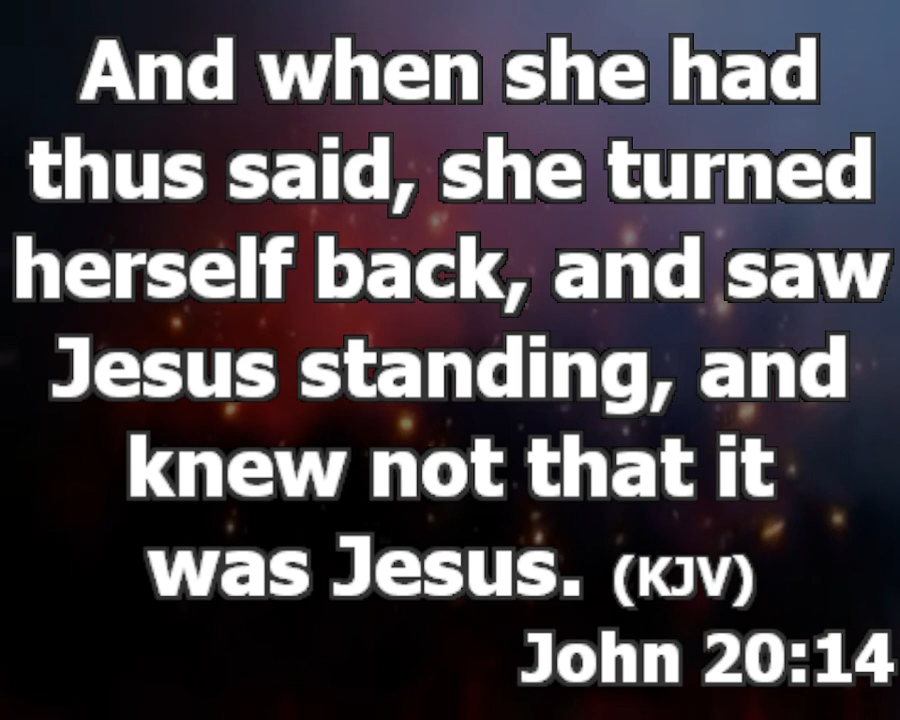 And when she had
thus said, she turned
herself back, and saw
Jesus standing, and
knew not that it
was Jesus. (KJV)
John 20:14